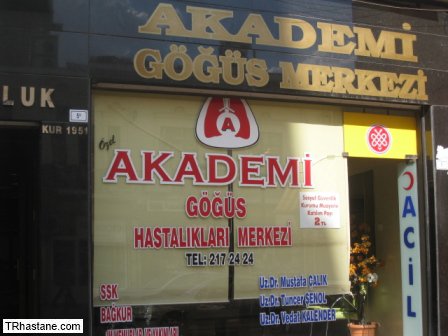 AKADEMİ
GÖĞÜS MERKEZİ
LUK
KUR 1951
Özel
AKADEMİ
GÖĞÜS
HASTALIKLARI MERKEZİ
TEL: 217 24 24
Sosyal Güvenlik
Kurumu Muayene
Katılım Payı
2 TL
SSK
BAĞKUR
Uz.Dr. Mustafa ÇALIK
Uz.Dr. Tuncer ŞENOL
Uz.Dr. Vedat KALENDER
ACİL
TRhastane.com